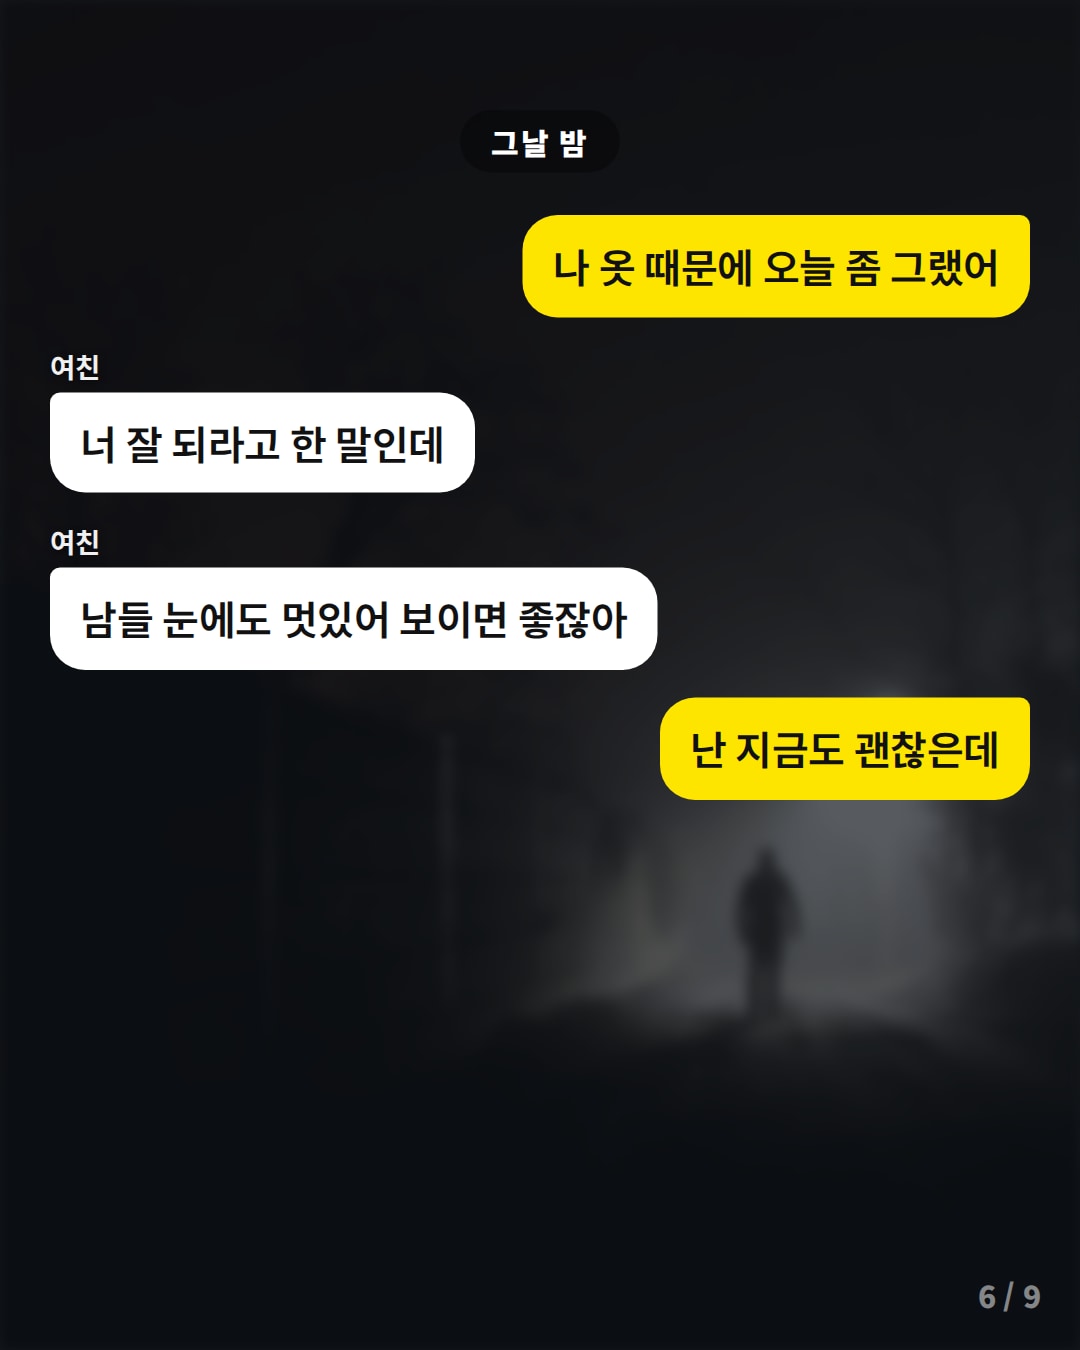 그날 밤
나 옷 때문에 오늘 좀 그랬어
여친
너 잘 되라고 한 말인데
여친
남들 눈에도 멋있어 보이면 좋잖아
난 지금도 괜찮은데
6 / 9